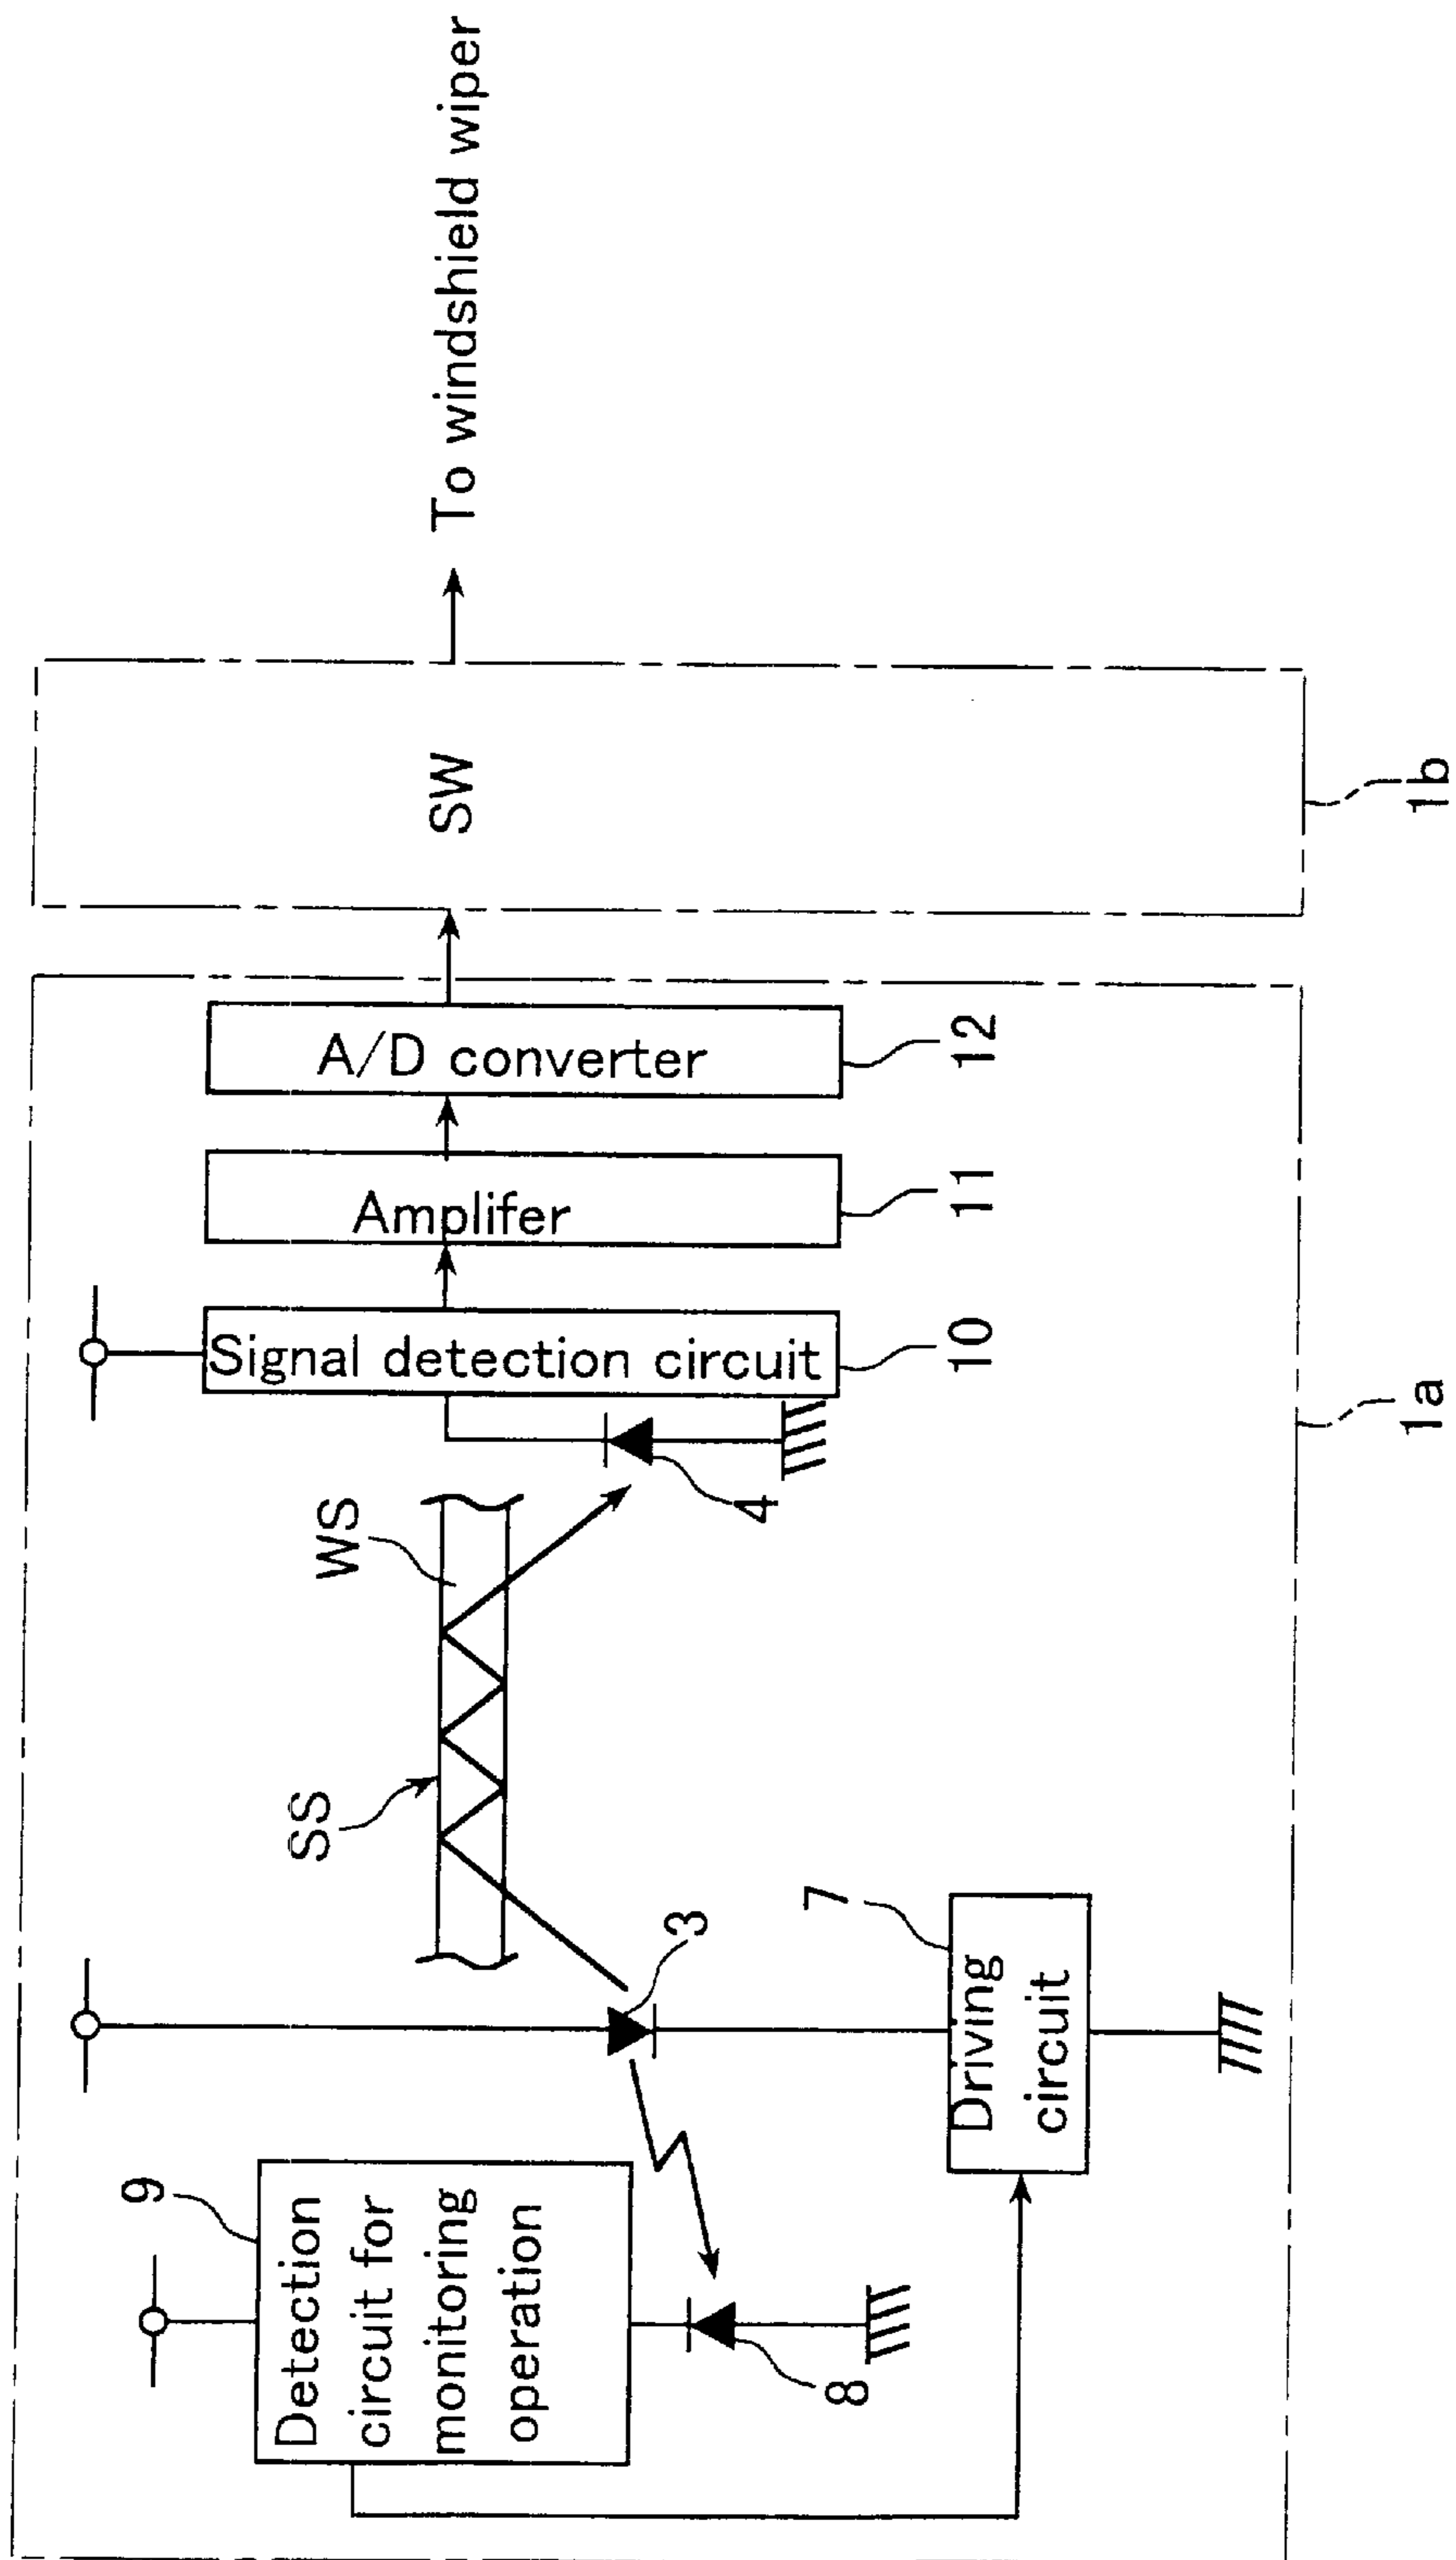 9
Detection
circuit for
monitoring
operation
8
3
7
Driving
circuit
SS
WS
4
Signal detection circuit
10
Amplifer
11
A/D converter
12
1a
SW
1b
To windshield wiper